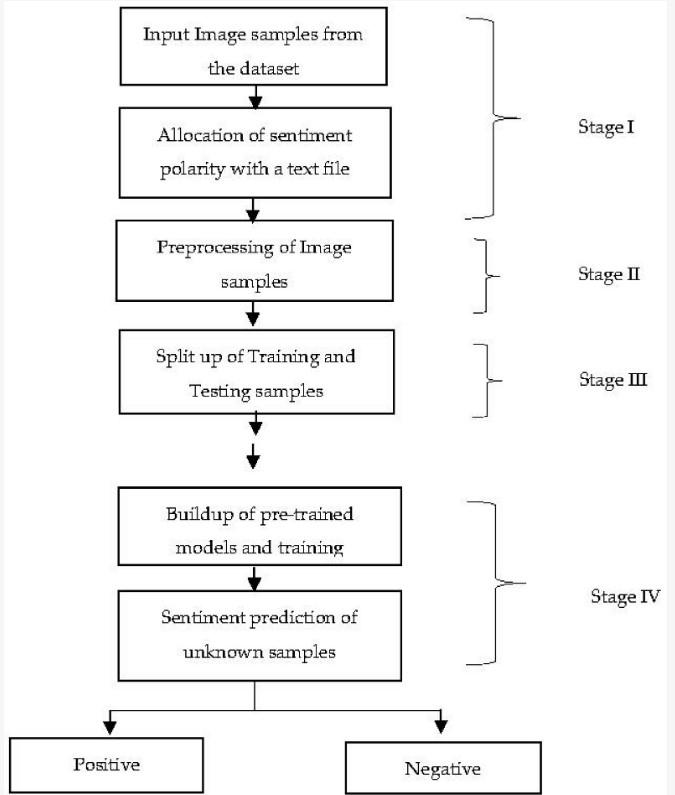 Input Image samples from
the dataset
Stage I
Allocation of sentiment
polarity with a text file
Preprocessing of Image
samples
Stage II
Split up of Training and
Testing samples
Stage III
Buildup of pre-trained
models and training
Stage IV
Sentiment prediction of
unknown samples
Positive
Negative